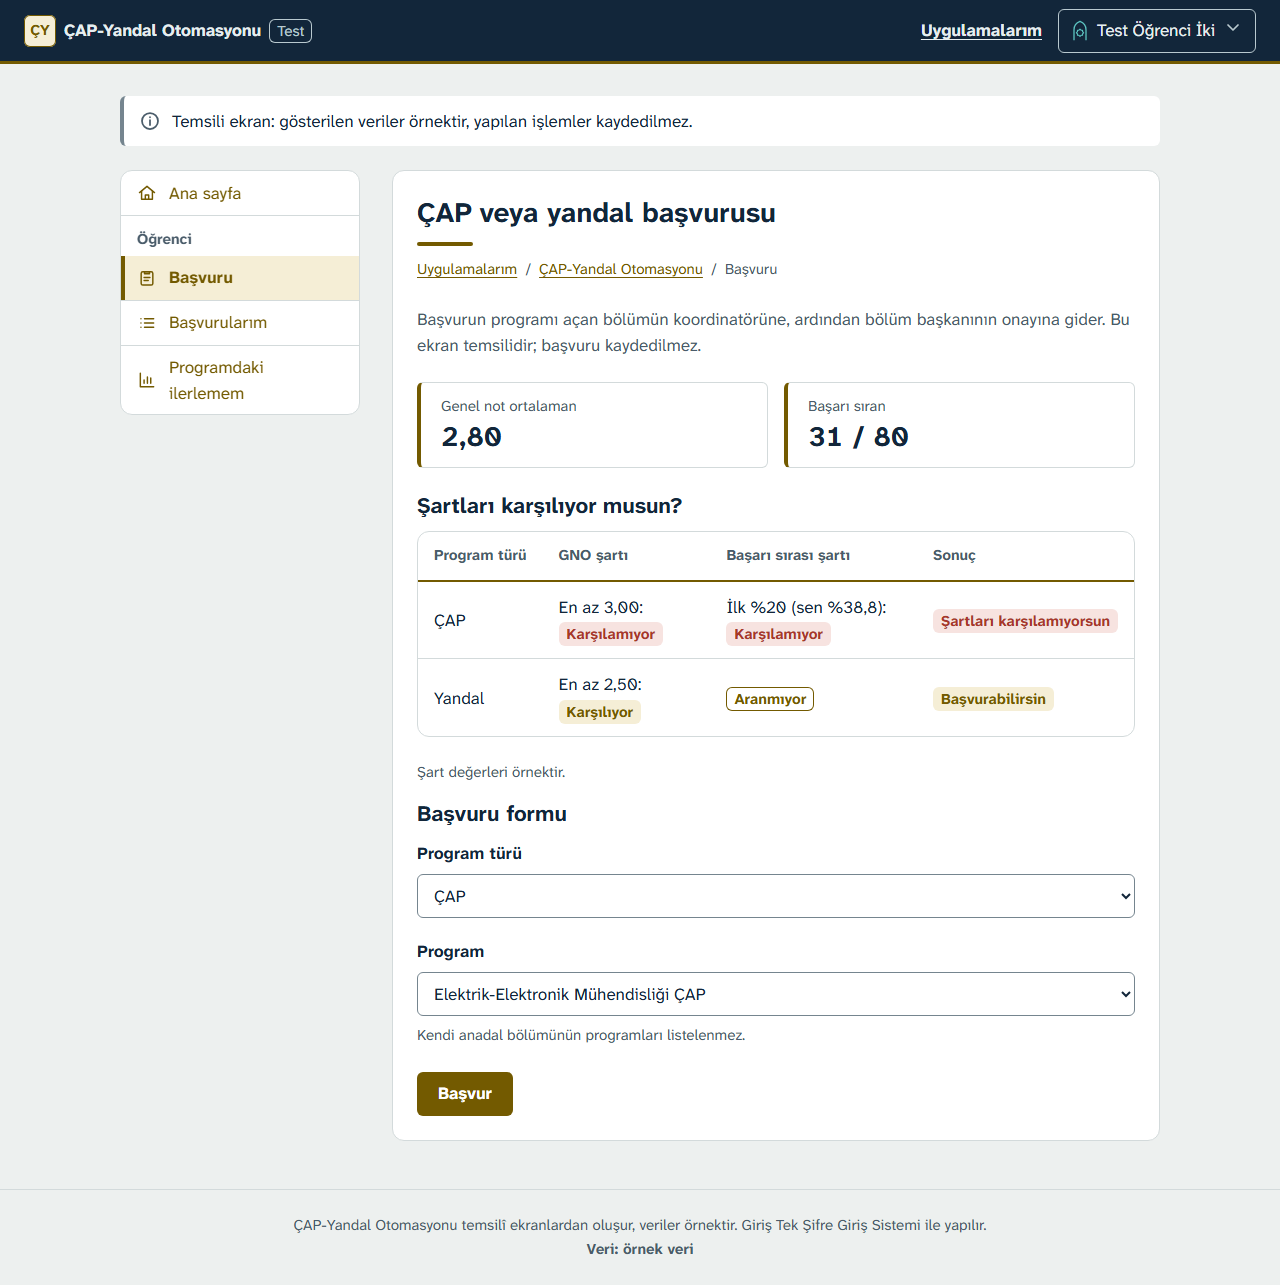 ÇY ÇAP-Yandal Otomasyonu Test
Uygulamalarım
Test Öğrenci İki
Temsili ekran: gösterilen veriler örnektir, yapılan işlemler kaydedilmez.
Ana sayfa
Öğrenci
Başvuru
Başvurularım
Programdaki
ilerlemem
ÇAP veya yandal başvurusu
Uygulamalarım / ÇAP-Yandal Otomasyonu / Başvuru
Başvurun programı açan bölümün koordinatörüne, ardından bölüm başkanının onayına gider. Bu
ekran temsilidir; başvuru kaydedilmez.
Genel not ortalaman
2,80
Başarı sıran
31 / 80
Şartları karşılıyor musun?
Program türü GNO şartı Başarı sırası şartı Sonuç
ÇAP
En az 3,00:
Karşılamıyor
İlk %20 (sen %38,8):
Karşılamıyor
Şartları karşılamıyorsun
Yandal
En az 2,50:
Karşılıyor
Aranmıyor
Başvurabilirsin
Şart değerleri örnektir.
Başvuru formu
Program türü
ÇAP
Program
Elektrik-Elektronik Mühendisliği ÇAP
Kendi anadal bölümünün programları listelenmez.
Başvur
ÇAP-Yandal Otomasyonu temsilî ekranlardan oluşur, veriler örnektir. Giriş Tek Şifre Giriş Sistemi ile yapılır.
Veri: örnek veri